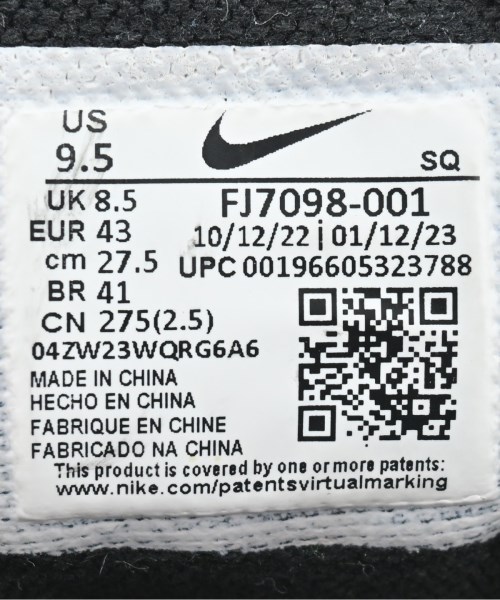 US
9.5
SQ
UK 8.5
FJ7098-001
EUR 43
10/12/22 | 01/12/23
cm 27.5
UPC 00196605323788
BR 41
CN 275(2.5)
04ZW23WQRG6A6
MADE IN CHINA
HECHO EN CHINA
FABRIQUE EN CHINE
FABRICADO NA CHINA
This product is covered by one or more patents:
www.nike.com/patentsvirtualmarking